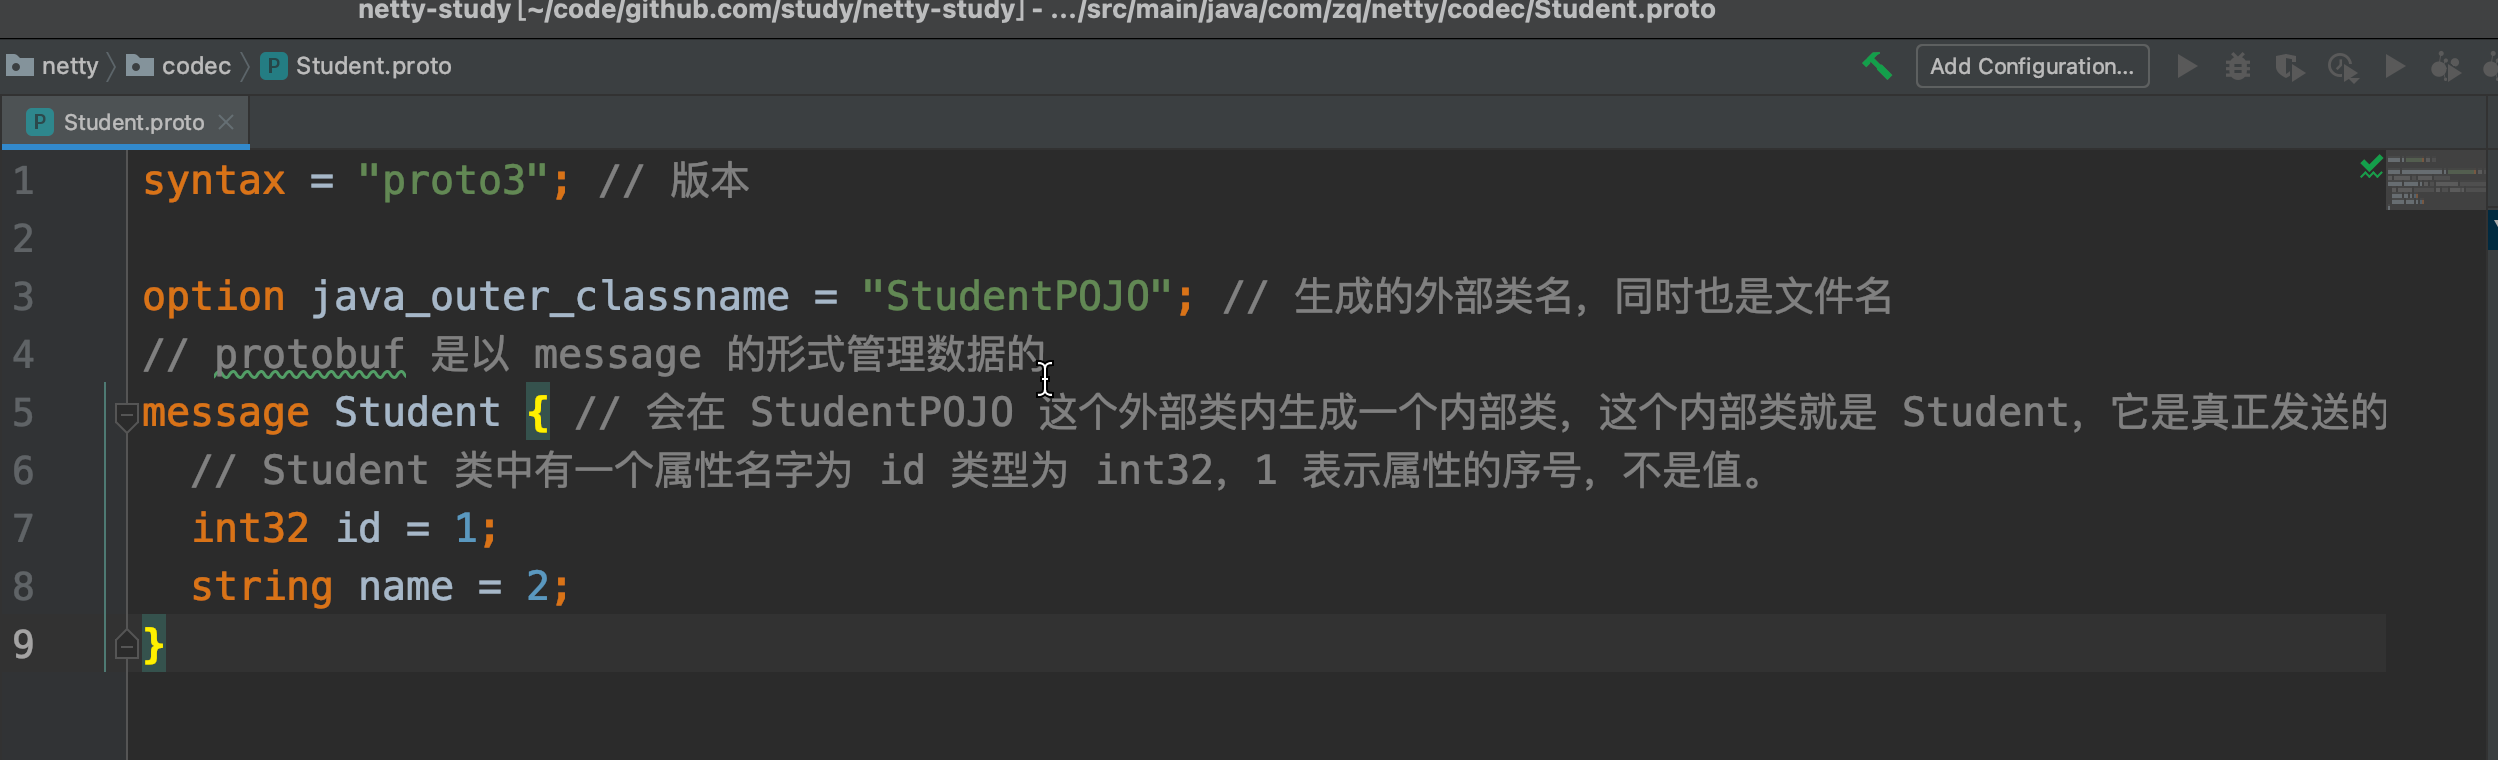 netty-study [~/code/github.com/study/netty-study] - .../src/main/java/com/zq/netty/codec/Student.proto
netty codec Student.proto Add Configuration...
Student.proto
1 syntax = "proto3"; // 版本
2
3 option java_outer_classname = "StudentPOJO"; // 生成的外部类名, 同时也是文件名
4 // protobuf 是以 message 的形式管理数据的
5 message Student { // 会在 StudentPOJO 这个外部类内生成一个内部类, 这个内部类就是 Student, 它是真正发送的
6 // Student 类中有一个属性名字为 id 类型为 int32, 1 表示属性的序号, 不是值。
7 int32 id = 1;
8 string name = 2;
9 }